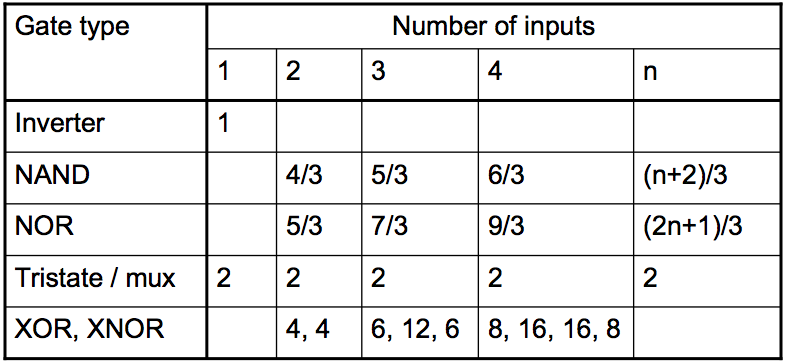 Gate type Number of inputs
1 2 3 4 n
Inverter 1
NAND 4/3 5/3 6/3 (n+2)/3
NOR 5/3 7/3 9/3 (2n+1)/3
Tristate / mux 2 2 2 2 2
XOR, XNOR 4, 4 6, 12, 6 8, 16, 16, 8